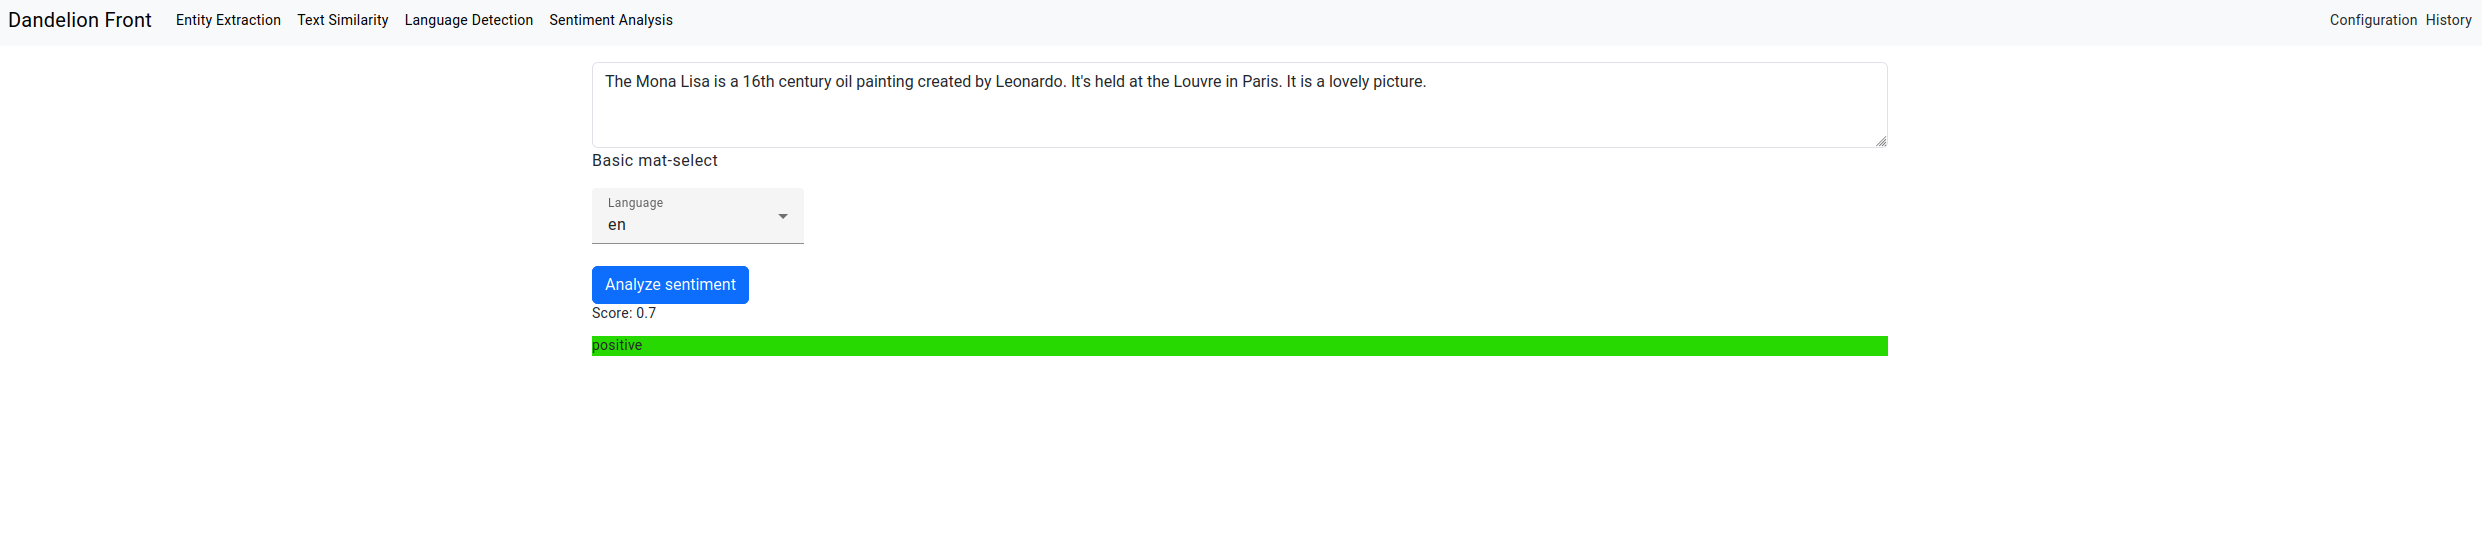 Dandelion Front Entity Extraction Text Similarity Language Detection Sentiment Analysis Configuration History
The Mona Lisa is a 16th century oil painting created by Leonardo. It's held at the Louvre in Paris. It is a lovely picture.
Basic mat-select
Language
en
Analyze sentiment
Score: 0.7
positive